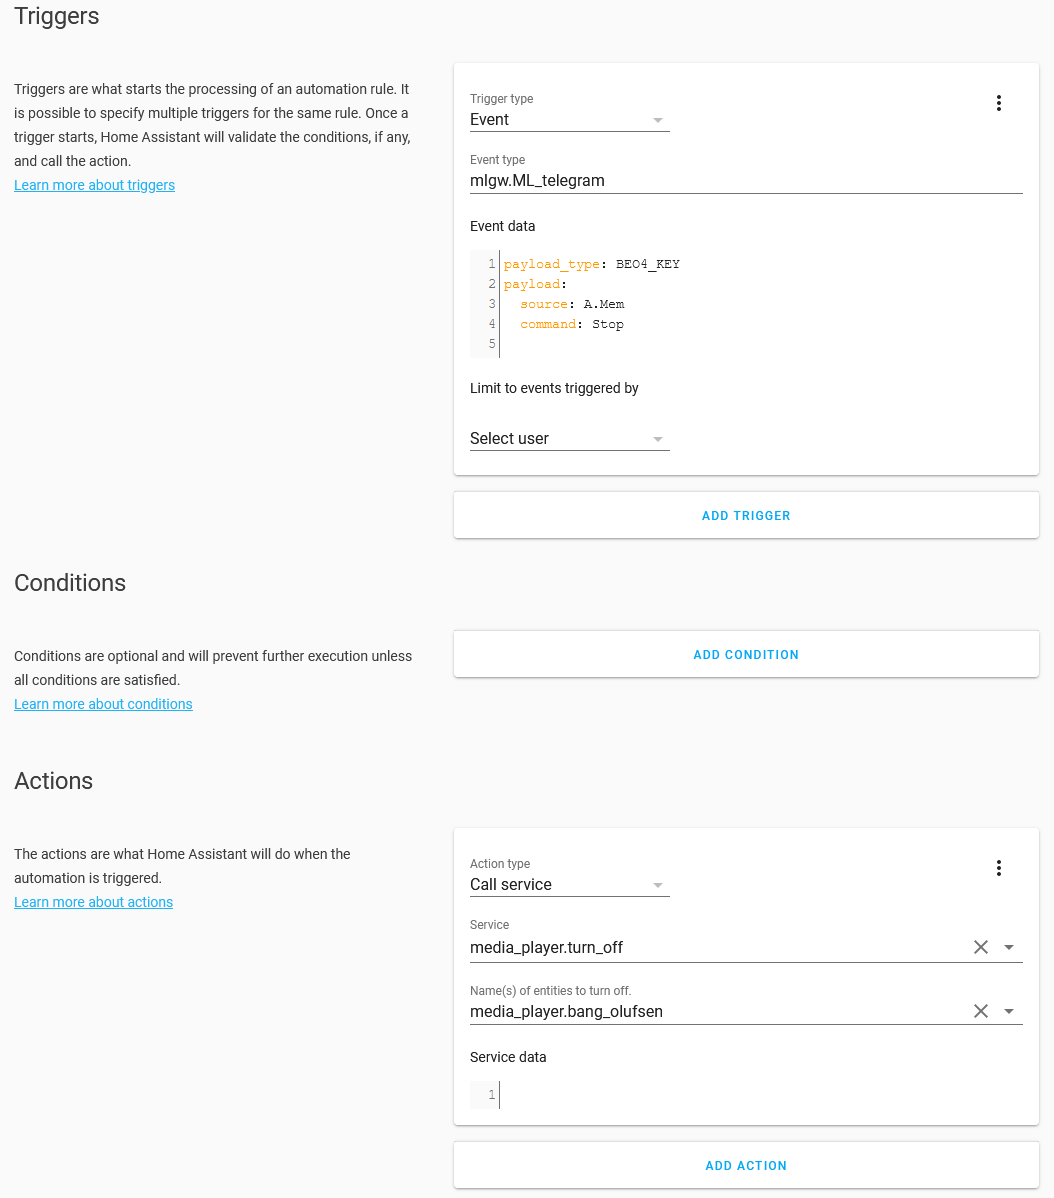 Triggers
Triggers are what starts the processing of an automation rule. It
is possible to specify multiple triggers for the same rule. Once a
trigger starts, Home Assistant will validate the conditions, if any,
and call the action.
Learn more about triggers
Trigger type
Event
Event type
mlgw.ML_telegram
Event data
1 payload_type: BEO4_KEY
2 payload:
3   source: A.Mem
4   command: Stop
5
Limit to events triggered by
Select user
ADD TRIGGER
Conditions
Conditions are optional and will prevent further execution unless
all conditions are satisfied.
Learn more about conditions
ADD CONDITION
Actions
The actions are what Home Assistant will do when the
automation is triggered.
Learn more about actions
Action type
Call service
Service
media_player.turn_off
Name(s) of entities to turn off.
media_player.bang_olufsen
Service data
1
ADD ACTION